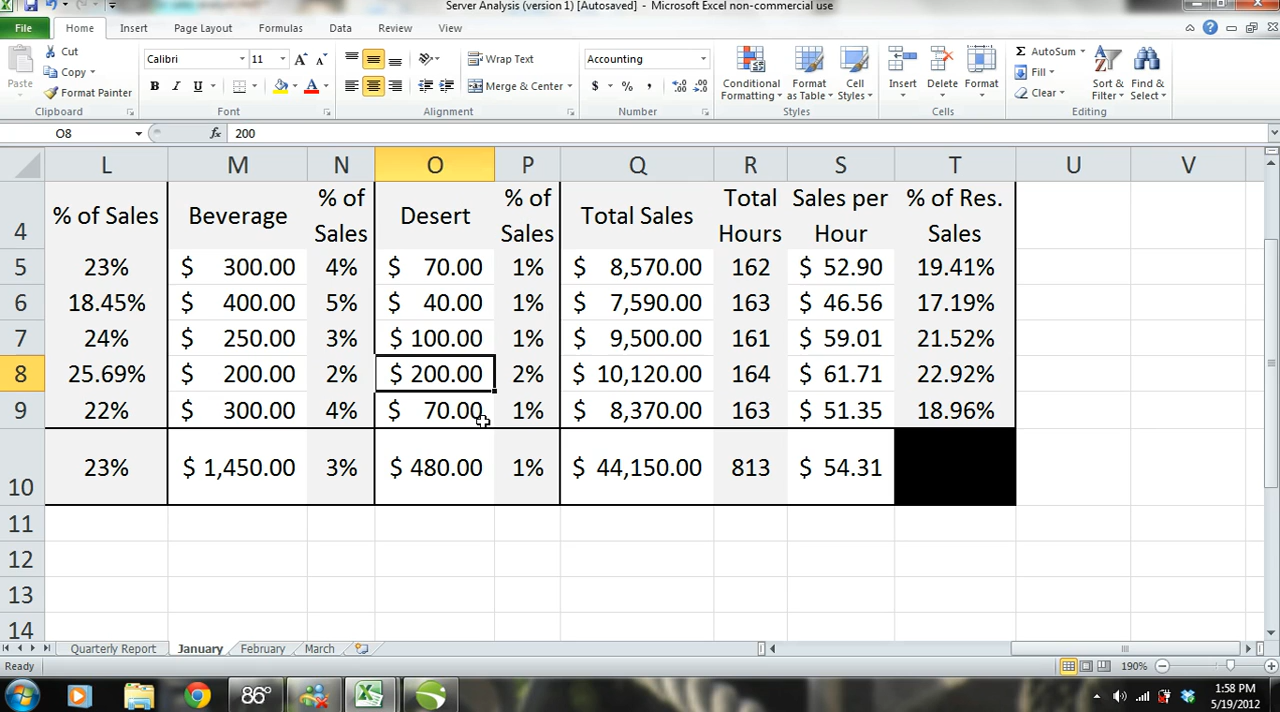 Server Analysis (version 1) [Autosaved] - Microsoft Excel non-commercial use
File Home Insert Page Layout Formulas Data Review View
Paste Cut Calibri 11 A A Wrap Text Accounting Conditional Formatting Format as Table Cell Styles Insert Delete Format Σ AutoSum Sort & Filter Find & Select
Copy Fill
Format Painter B I U A Merge & Center $ % , Clear
Clipboard Font Alignment Number Styles Cells Editing
O8 fx 200
L M N O P Q R S T U V
4 % of Sales Beverage % of Sales Desert % of Sales Total Sales Total Hours Sales per Hour % of Res. Sales
5 23% $ 300.00 4% $ 70.00 1% $ 8,570.00 162 $ 52.90 19.41%
6 18.45% $ 400.00 5% $ 40.00 1% $ 7,590.00 163 $ 46.56 17.19%
7 24% $ 250.00 3% $ 100.00 1% $ 9,500.00 161 $ 59.01 21.52%
8 25.69% $ 200.00 2% $ 200.00 2% $ 10,120.00 164 $ 61.71 22.92%
9 22% $ 300.00 4% $ 70.00 1% $ 8,370.00 163 $ 51.35 18.96%
10 23% $ 1,450.00 3% $ 480.00 1% $ 44,150.00 813 $ 54.31
11
12
13
14
Quarterly Report January February March
Ready 190%
86° 1:58 PM
5/19/2012